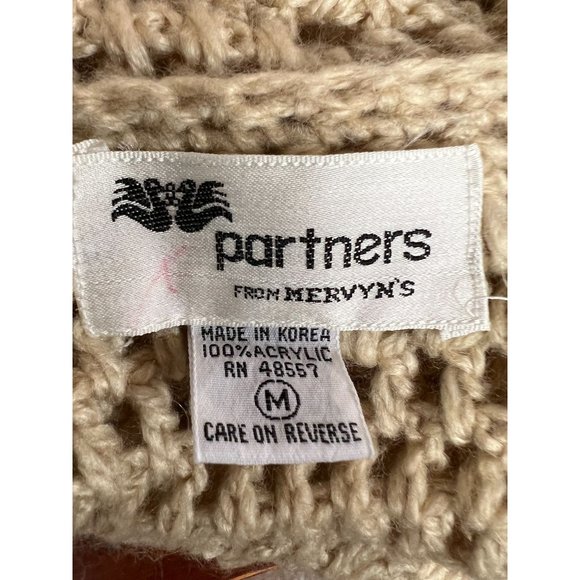 partners
FROM MERVYN'S
MADE IN KOREA
100% ACRYLIC
RN 48557
M
CARE ON REVERSE